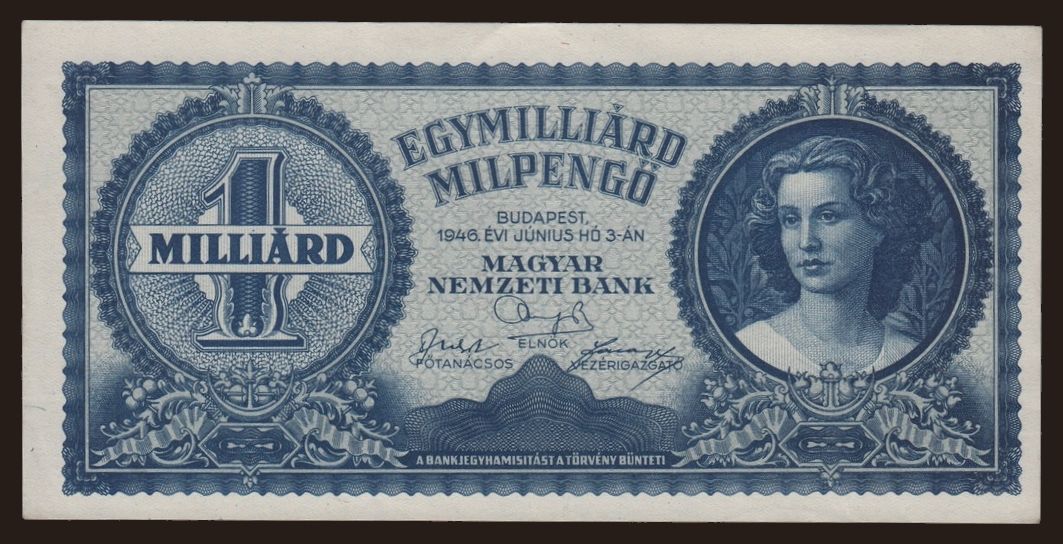 1
MILLIÁRD
EGYMILLIÁRD
MILPENGŐ
BUDAPEST,
1946. ÉVI JÚNIUS HÓ 3-ÁN
MAGYAR
NEMZETI BANK
ELNÖK
FŐTANÁCSOS VEZÉRIGAZGATÓ
A BANKJEGYHAMISITÁST A TÖRVÉNY BÜNTETI